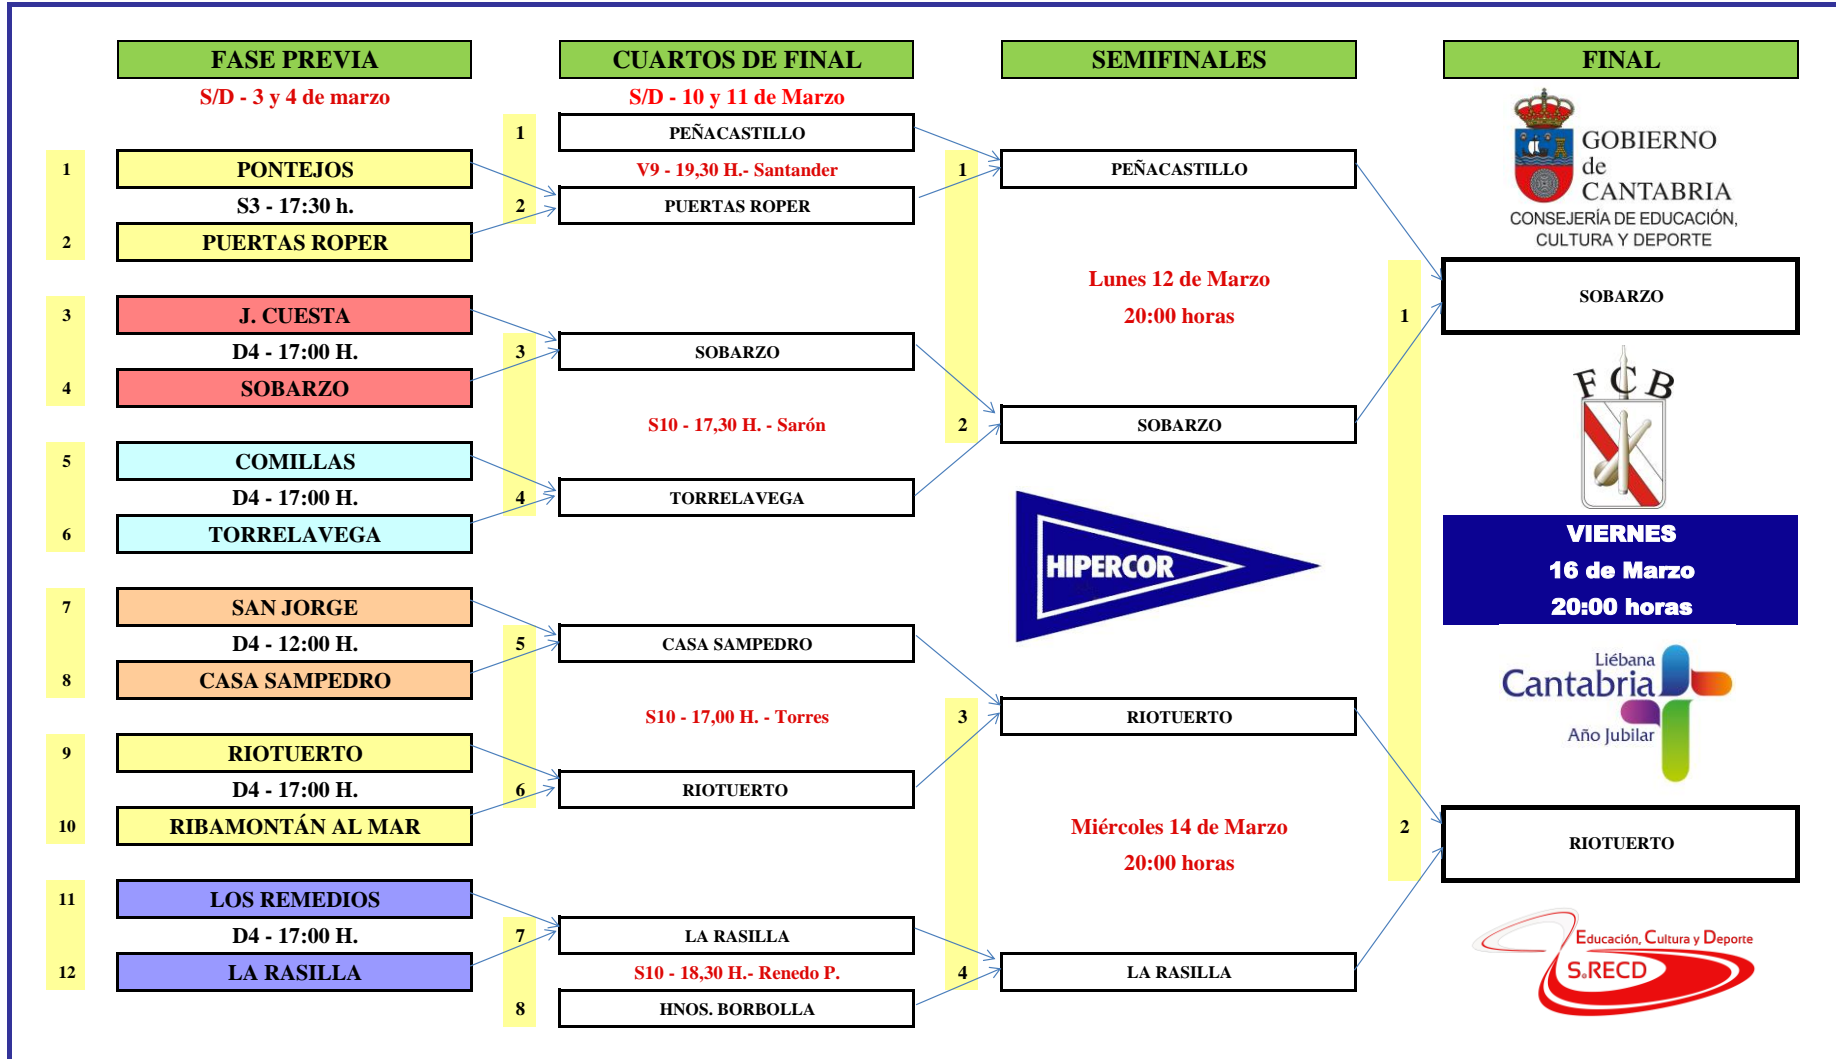 FASE PREVIA
S/D - 3 y 4 de marzo
1
PONTEJOS
S3 - 17:30 h.
2
PUERTAS ROPER
3
J. CUESTA
D4 - 17:00 H.
4
SOBARZO
5
COMILLAS
D4 - 17:00 H.
6
TORRELAVEGA
7
SAN JORGE
D4 - 12:00 H.
8
CASA SAMPEDRO
9
RIOTUERTO
D4 - 17:00 H.
10
RIBAMONTÁN AL MAR
11
LOS REMEDIOS
D4 - 17:00 H.
12
LA RASILLA
CUARTOS DE FINAL
S/D - 10 y 11 de Marzo
1
PEÑACASTILLO
V9 - 19,30 H.- Santander
2
PUERTAS ROPER
3
SOBARZO
S10 - 17,30 H. - Sarón
4
TORRELAVEGA
5
CASA SAMPEDRO
S10 - 17,00 H. - Torres
6
RIOTUERTO
7
LA RASILLA
S10 - 18,30 H.- Renedo P.
8
HNOS. BORBOLLA
SEMIFINALES
1
PEÑACASTILLO
Lunes 12 de Marzo
20:00 horas
2
SOBARZO
HIPERCOR
3
RIOTUERTO
Miércoles 14 de Marzo
20:00 horas
4
LA RASILLA
FINAL
GOBIERNO
de
CANTABRIA
CONSEJERÍA DE EDUCACIÓN,
CULTURA Y DEPORTE
1
SOBARZO
FCB
VIERNES
16 de Marzo
20:00 horas
Liébana
Cantabria
Año Jubilar
2
RIOTUERTO
Educación, Cultura y Deporte
S.RECD